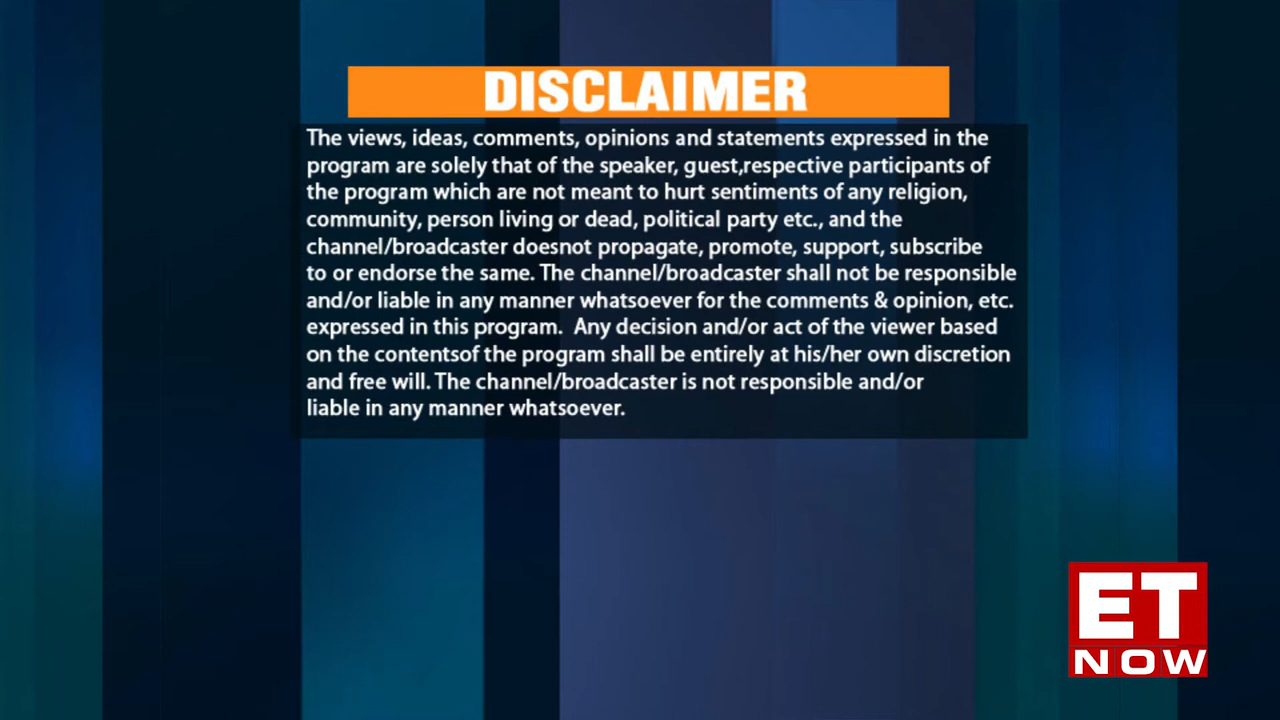 DISCLAIMER
The views, ideas, comments, opinions and statements expressed in the
program are solely that of the speaker, guest,respective participants of
the program which are not meant to hurt sentiments of any religion,
community, person living or dead, political party etc., and the
channel/broadcaster doesnot propagate, promote, support, subscribe
to or endorse the same. The channel/broadcaster shall not be responsible
and/or liable in any manner whatsoever for the comments & opinion, etc.
expressed in this program.  Any decision and/or act of the viewer based
on the contentsof the program shall be entirely at his/her own discretion
and free will. The channel/broadcaster is not responsible and/or
liable in any manner whatsoever.
ET
NOW